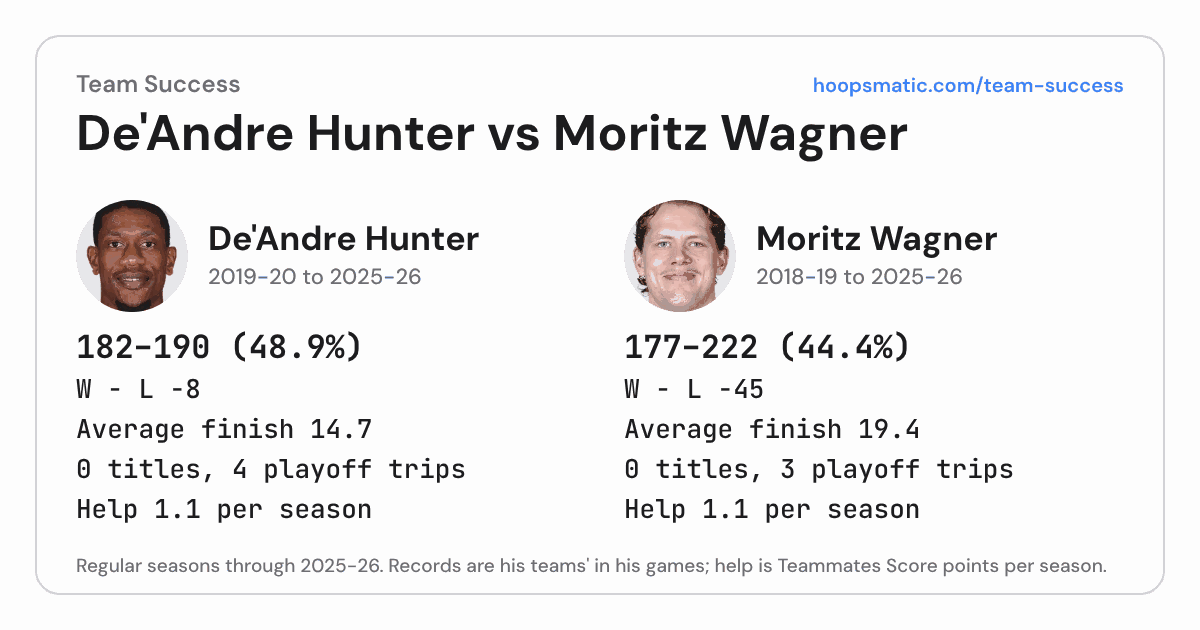 Team Success
hoopsmatic.com/team-success
De'Andre Hunter vs Moritz Wagner
De'Andre Hunter
2019–20 to 2025–26
182–190 (48.9%)
W - L -8
Average finish 14.7
0 titles, 4 playoff trips
Help 1.1 per season
Moritz Wagner
2018–19 to 2025–26
177–222 (44.4%)
W - L -45
Average finish 19.4
0 titles, 3 playoff trips
Help 1.1 per season
Regular seasons through 2025-26. Records are his teams' in his games; help is Teammates Score points per season.